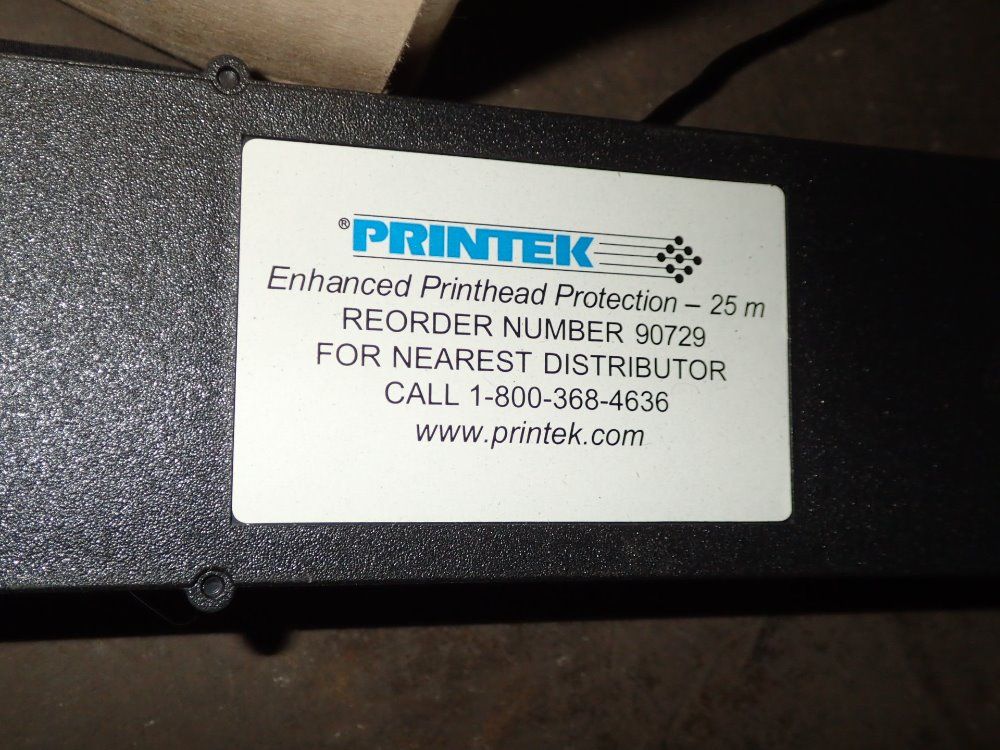 ® PRINTEK
Enhanced Printhead Protection – 25 m
REORDER NUMBER 90729
FOR NEAREST DISTRIBUTOR
CALL 1-800-368-4636
www.printek.com